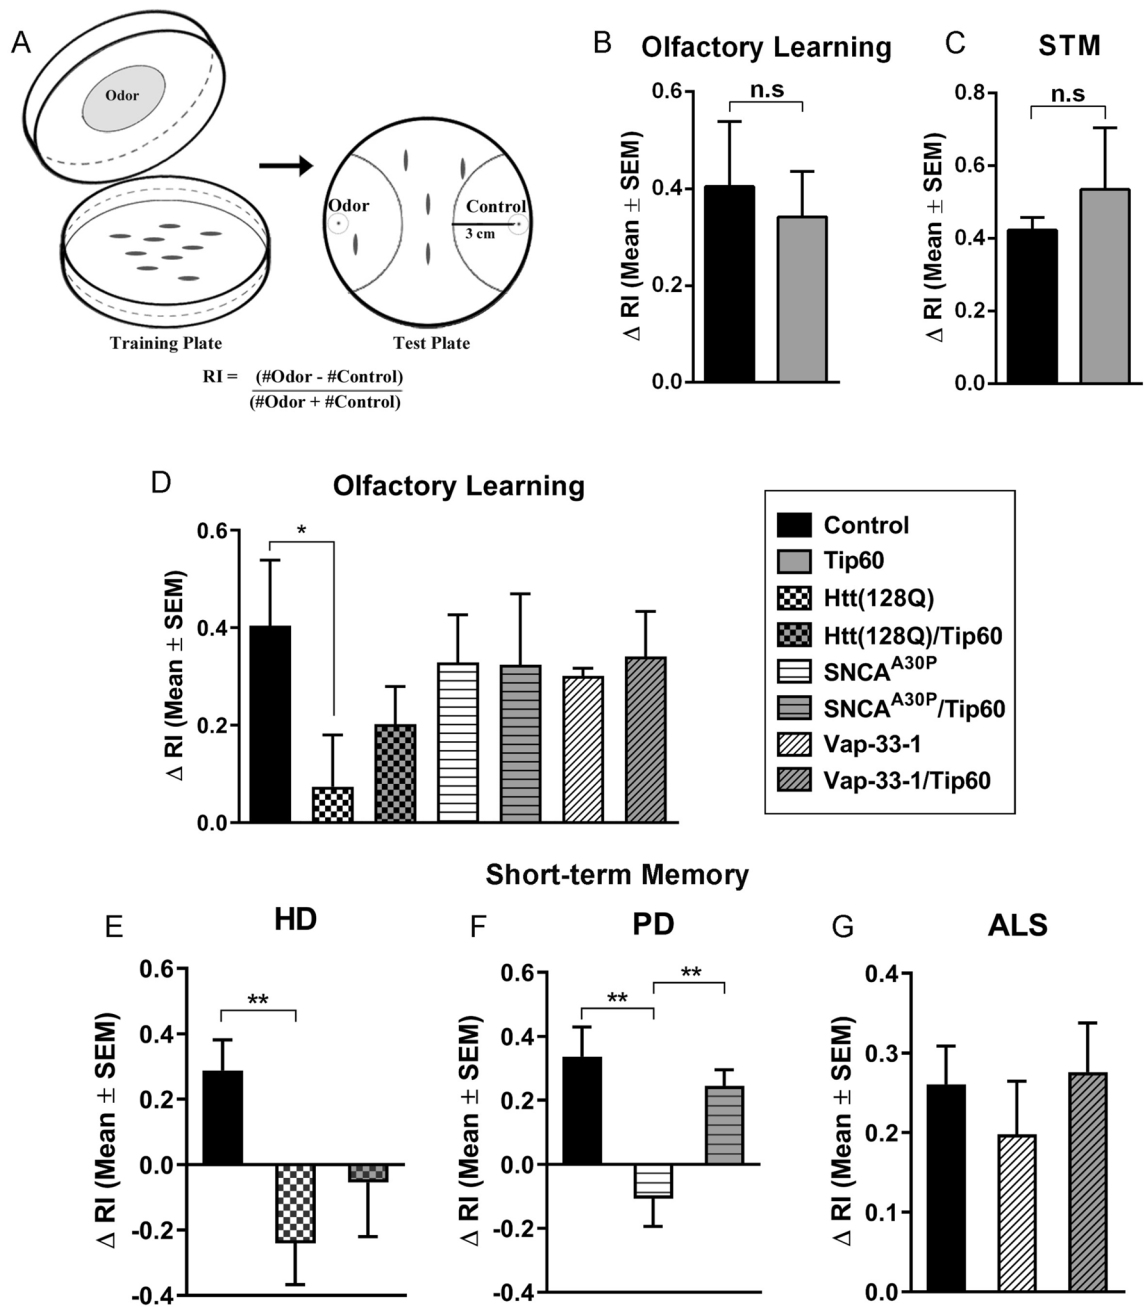 A
Odor
Odor
Control
3 cm
Training Plate
Test Plate
RI = (#Odor - #Control)
(#Odor + #Control)
B
Olfactory Learning
Δ RI (Mean ± SEM)
0.6
0.4
0.2
0.0
n.s
C
STM
Δ RI (Mean ± SEM)
0.8
0.6
0.4
0.2
0.0
n.s
D
Olfactory Learning
Δ RI (Mean ± SEM)
0.6
0.4
0.2
0.0
*
Control
Tip60
Htt(128Q)
Htt(128Q)/Tip60
SNCA^A30P
SNCA^A30P/Tip60
Vap-33-1
Vap-33-1/Tip60
Short-term Memory
E
HD
Δ RI (Mean ± SEM)
0.6
0.4
0.2
0.0
-0.2
-0.4
**
F
PD
Δ RI (Mean ± SEM)
0.6
0.4
0.2
0.0
-0.2
-0.4
**
**
G
ALS
Δ RI (Mean ± SEM)
0.4
0.3
0.2
0.1
0.0